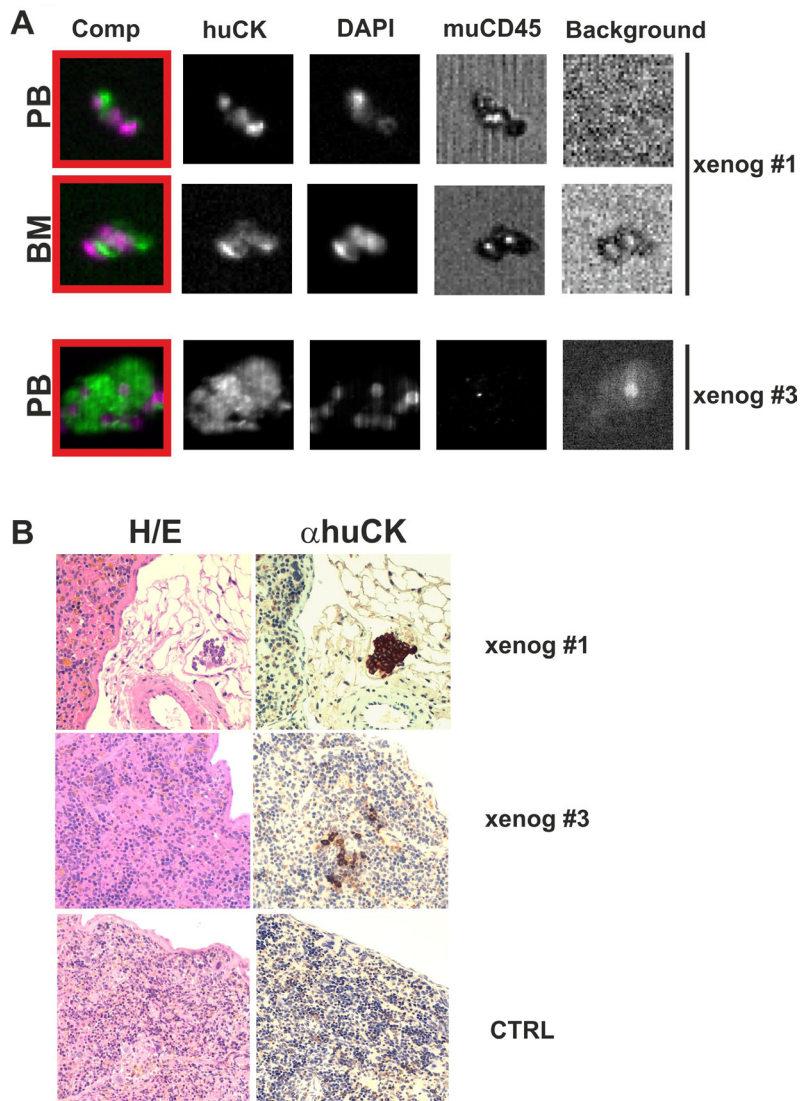 A
Comp huCK DAPI muCD45 Background
PB
BM
xenog #1
PB
xenog #3
B
H/E αhuCK
xenog #1
xenog #3
CTRL